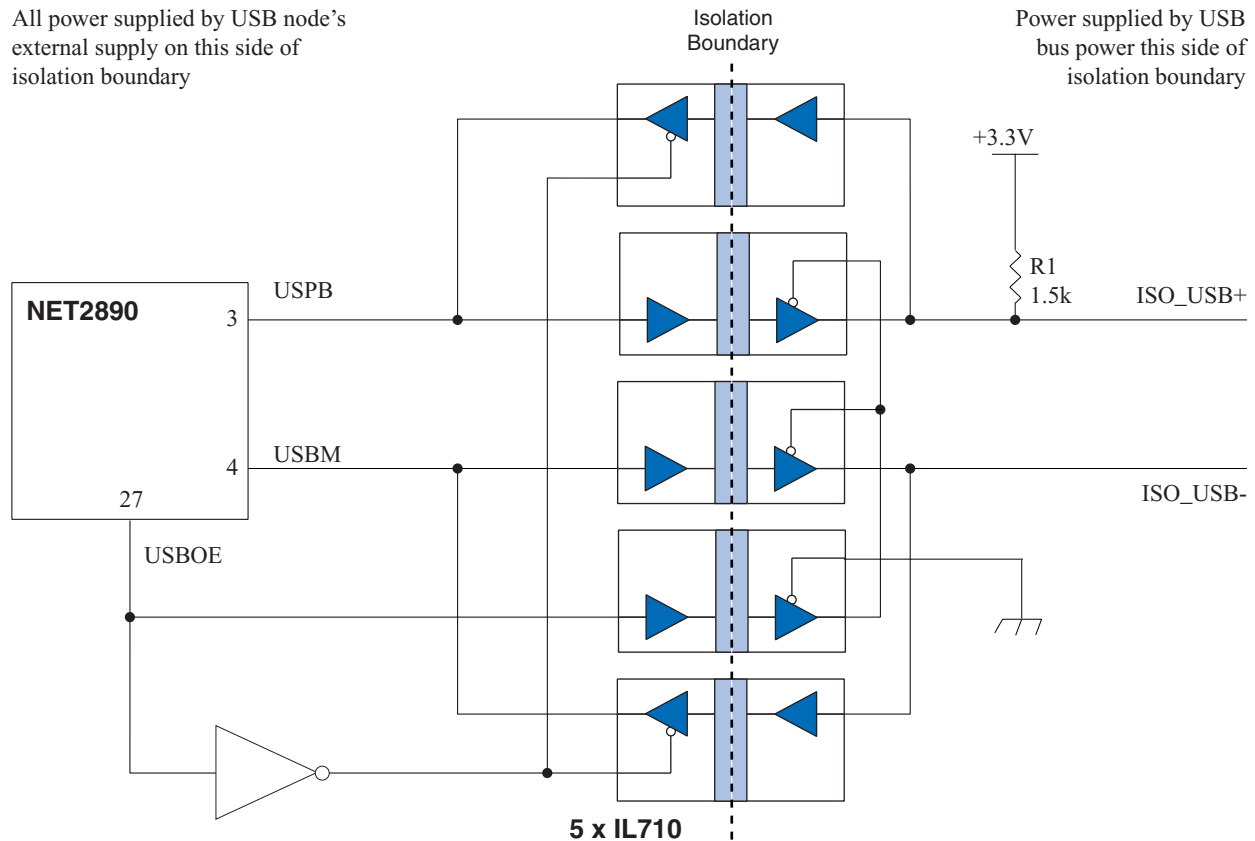 All power supplied by USB node's
external supply on this side of
isolation boundary
Isolation
Boundary
Power supplied by USB
bus power this side of
isolation boundary
+3.3V
R1
1.5k
NET2890
3
USPB
ISO_USB+
4
USBM
ISO_USB-
27
USBOE
5 x IL710